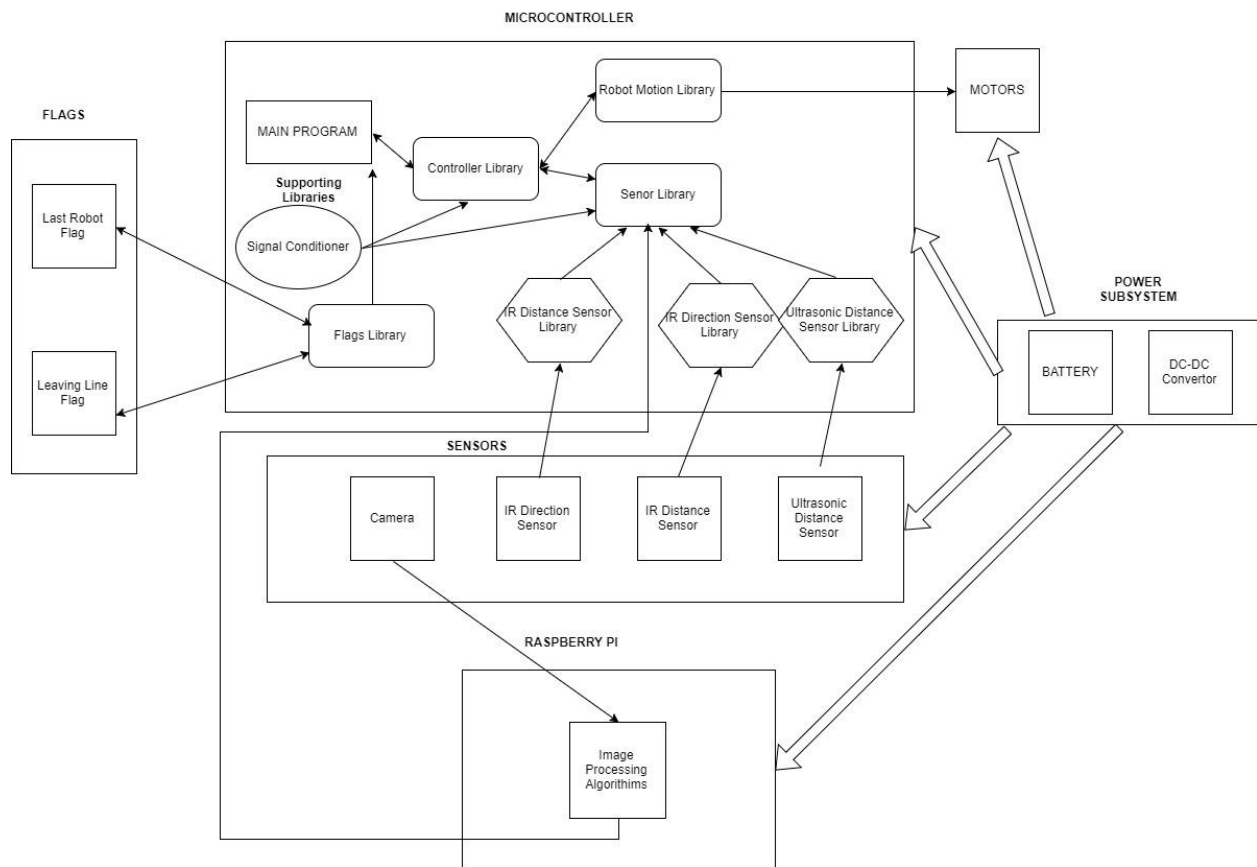 MICROCONTROLLER
Robot Motion Library
MOTORS
FLAGS
MAIN PROGRAM
Controller Library
Supporting
Libraries
Senor Library
Last Robot
Flag
Signal Conditioner
POWER
SUBSYSTEM
IR Distance Sensor
Library
IR Direction Sensor
Library
Ultrasonic Distance
Sensor Library
Flags Library
Leaving Line
Flag
BATTERY
DC-DC
Convertor
SENSORS
Camera
IR Direction
Sensor
IR Distance
Sensor
Ultrasonic
Distance
Sensor
RASPBERRY PI
Image
Processing
Algorithims